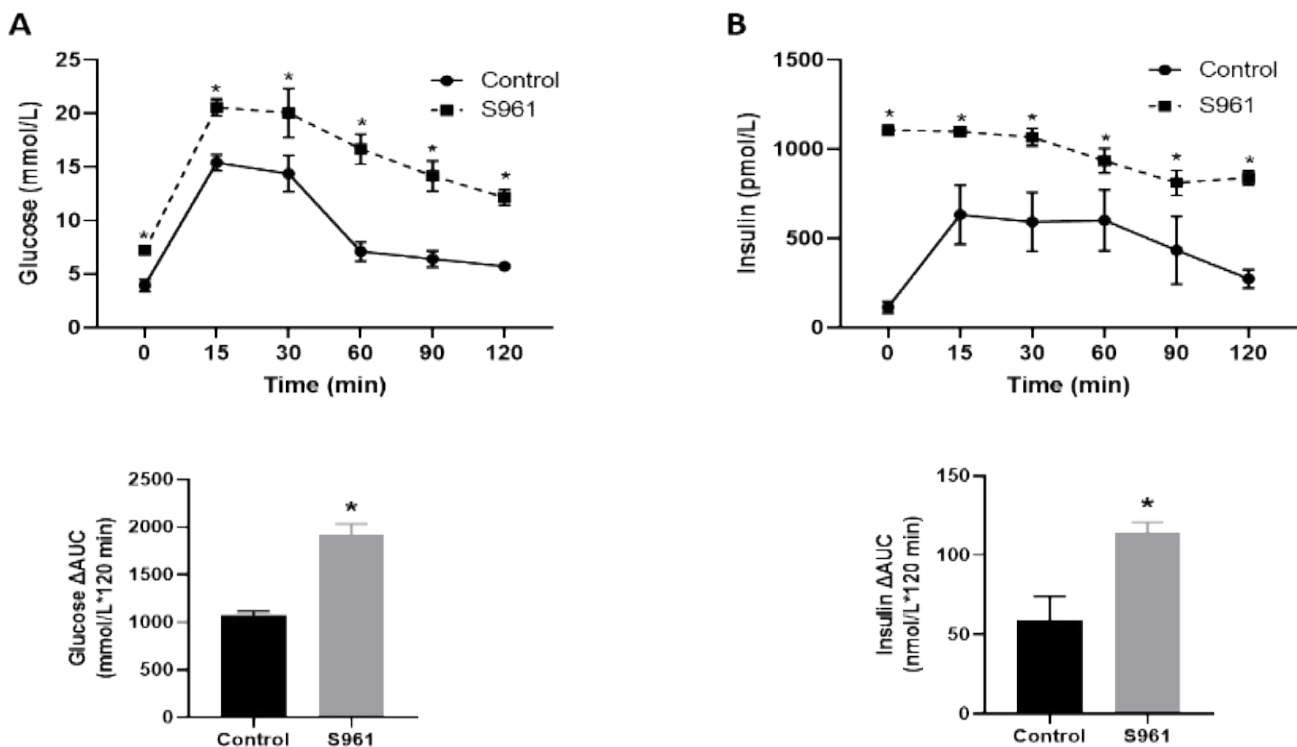 A
Glucose (mmol/L)
25
20
15
10
5
0
* * * * * *
Control
S961
0 15 30 60 90 120
Time (min)
B
Insulin (pmol/L)
1500
1000
500
0
* * * * * *
Control
S961
0 15 30 60 90 120
Time (min)
Glucose ΔAUC
(mmol/L*120 min)
2500
2000
1500
1000
500
0
*
Control S961
Insulin ΔAUC
(nmol/L*120 min)
150
100
50
0
*
Control S961